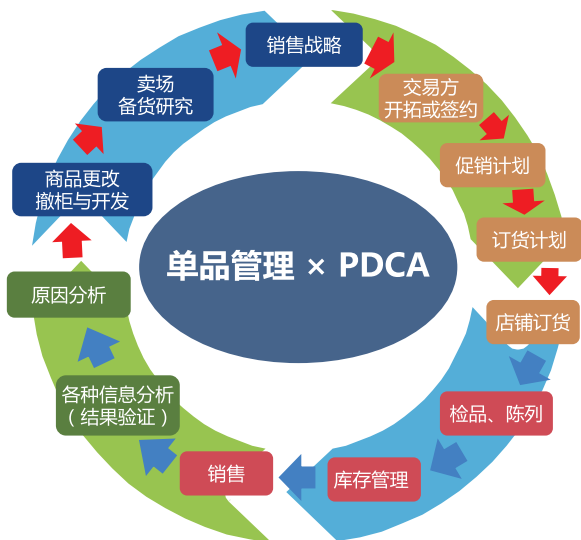 销售战略
交易方
开拓或签约
促销计划
订货计划
店铺订货
检品、陈列
库存管理
销售
各种信息分析
（结果验证）
原因分析
商品更改
撤柜与开发
卖场
备货研究
单品管理 × PDCA